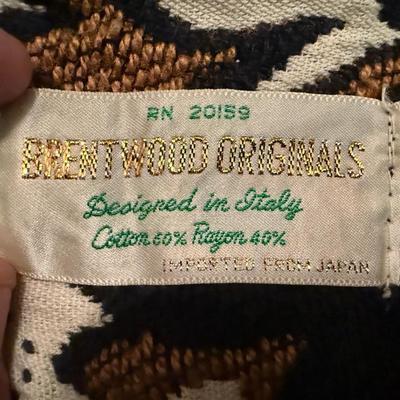 RN 20159
BRENTWOOD ORIGINALS
Designed in Italy
Cotton 60% Rayon 40%
IMPORTED FROM JAPAN